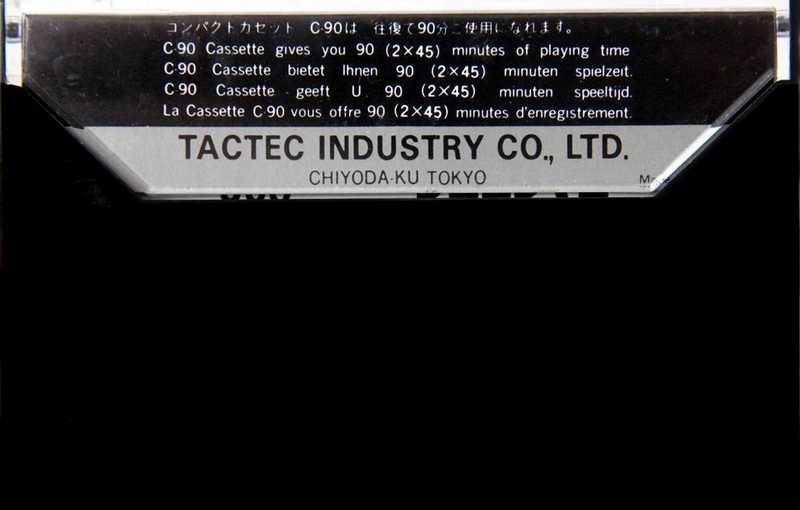 コンパクトカセット C-90は 往復で90分ご使用になれます。
C-90 Cassette gives you 90 (2×45) minutes of playing time
C-90 Cassette bietet Ihnen 90 (2×45) minuten spielzeit.
C-90 Cassette geeft U 90 (2×45) minuten speeltijd.
La Cassette C-90 vous offre 90 (2×45) minutes d'enregistrement.
TACTEC INDUSTRY CO., LTD.
CHIYODA-KU TOKYO